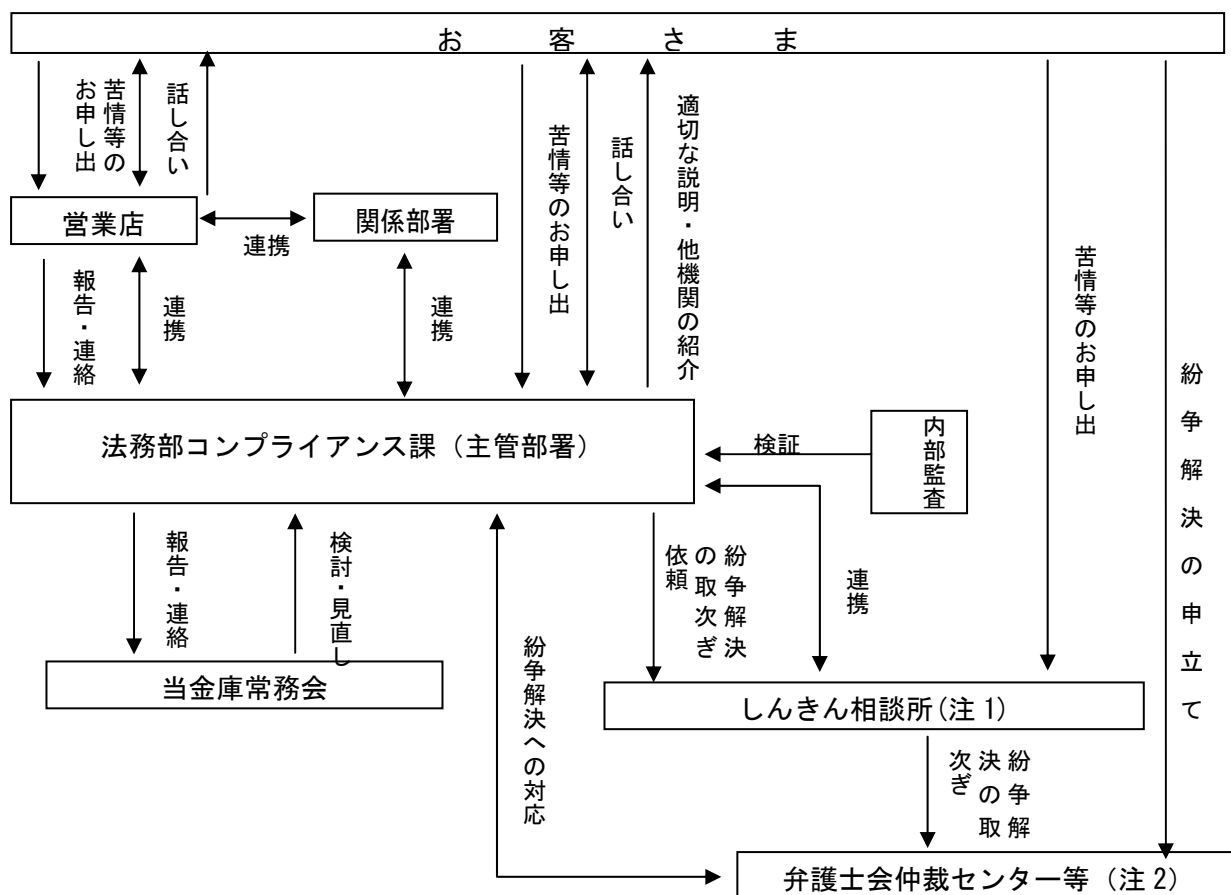 お客さま
苦情等の
お申し出
話し合い
苦情等のお申し出
話し合い
適切な説明・他機関の紹介
苦情等のお申し出
紛争解決の申立て
営業店
連携
関係部署
報告・連絡
連携
連携
法務部コンプライアンス課（主管部署）
検証
内部監査
報告・連絡
検討・見直し
紛争解決への対応
紛争解決
の取次ぎ
依頼
連携
当金庫常務会
しんきん相談所(注1)
紛争解
決の取
次ぎ
弁護士会仲裁センター等（注2）